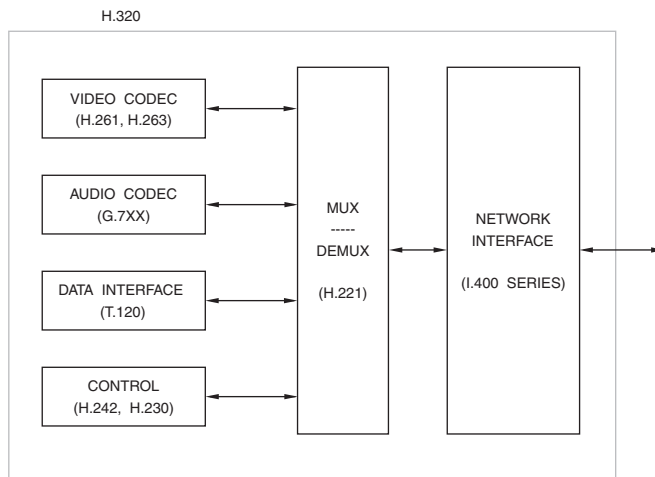 H.320
VIDEO CODEC
(H.261, H.263)
AUDIO CODEC
(G.7XX)
DATA INTERFACE
(T.120)
CONTROL
(H.242, H.230)
MUX
-----
DEMUX
(H.221)
NETWORK
INTERFACE
(I.400 SERIES)